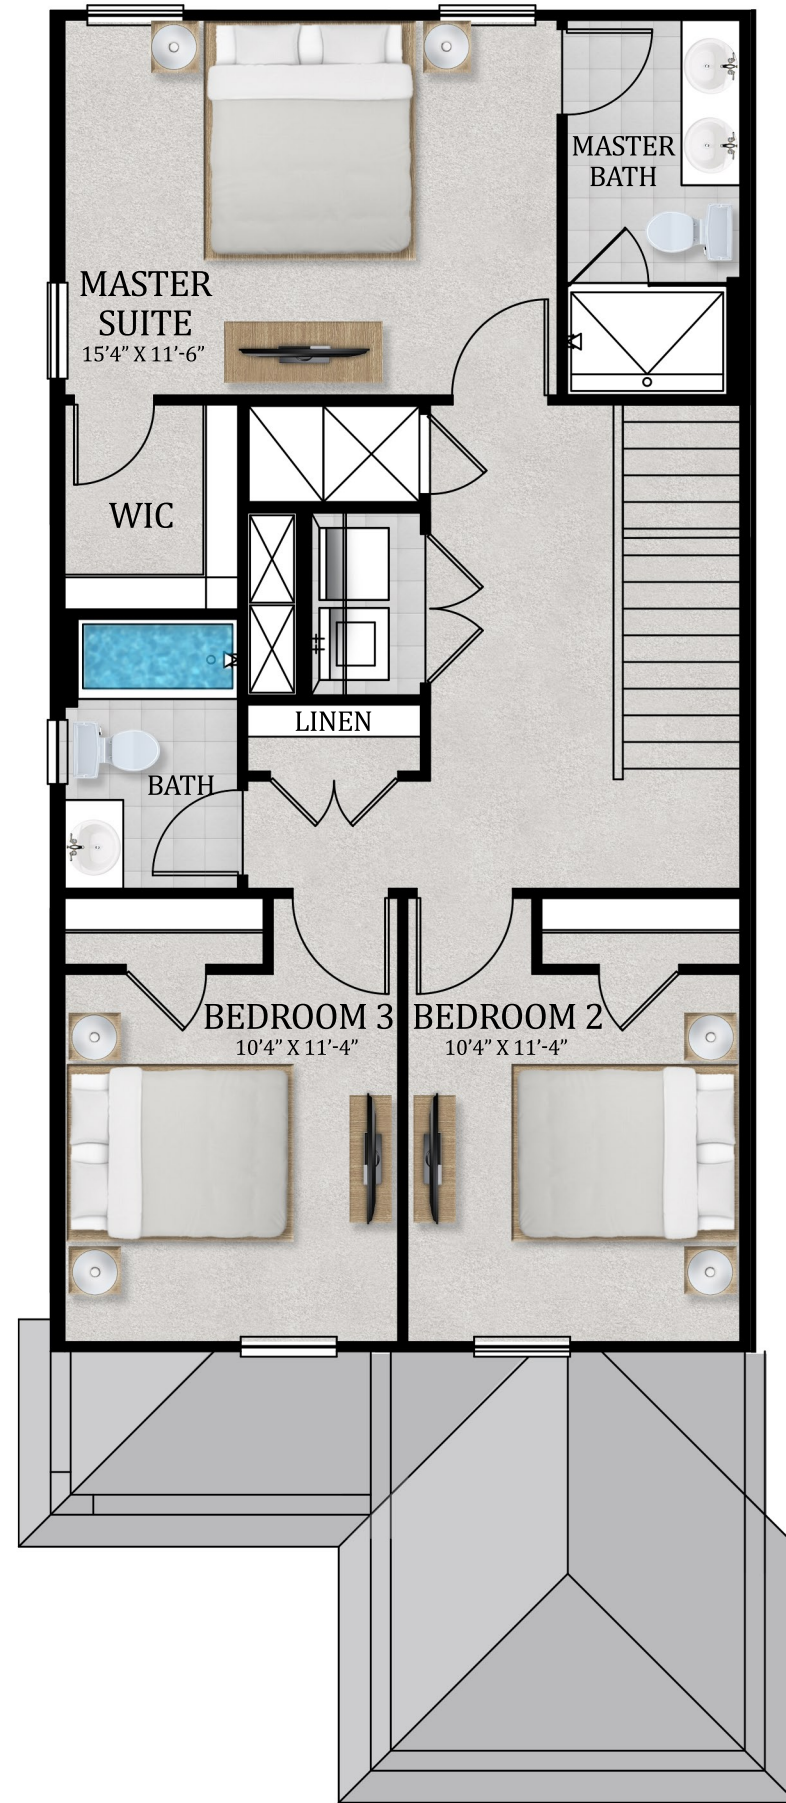 MASTER
BATH
MASTER
SUITE
15’4” X 11’-6”
WIC
LINEN
BATH
BEDROOM 3
10’4” X 11’-4”
BEDROOM 2
10’4” X 11’-4”